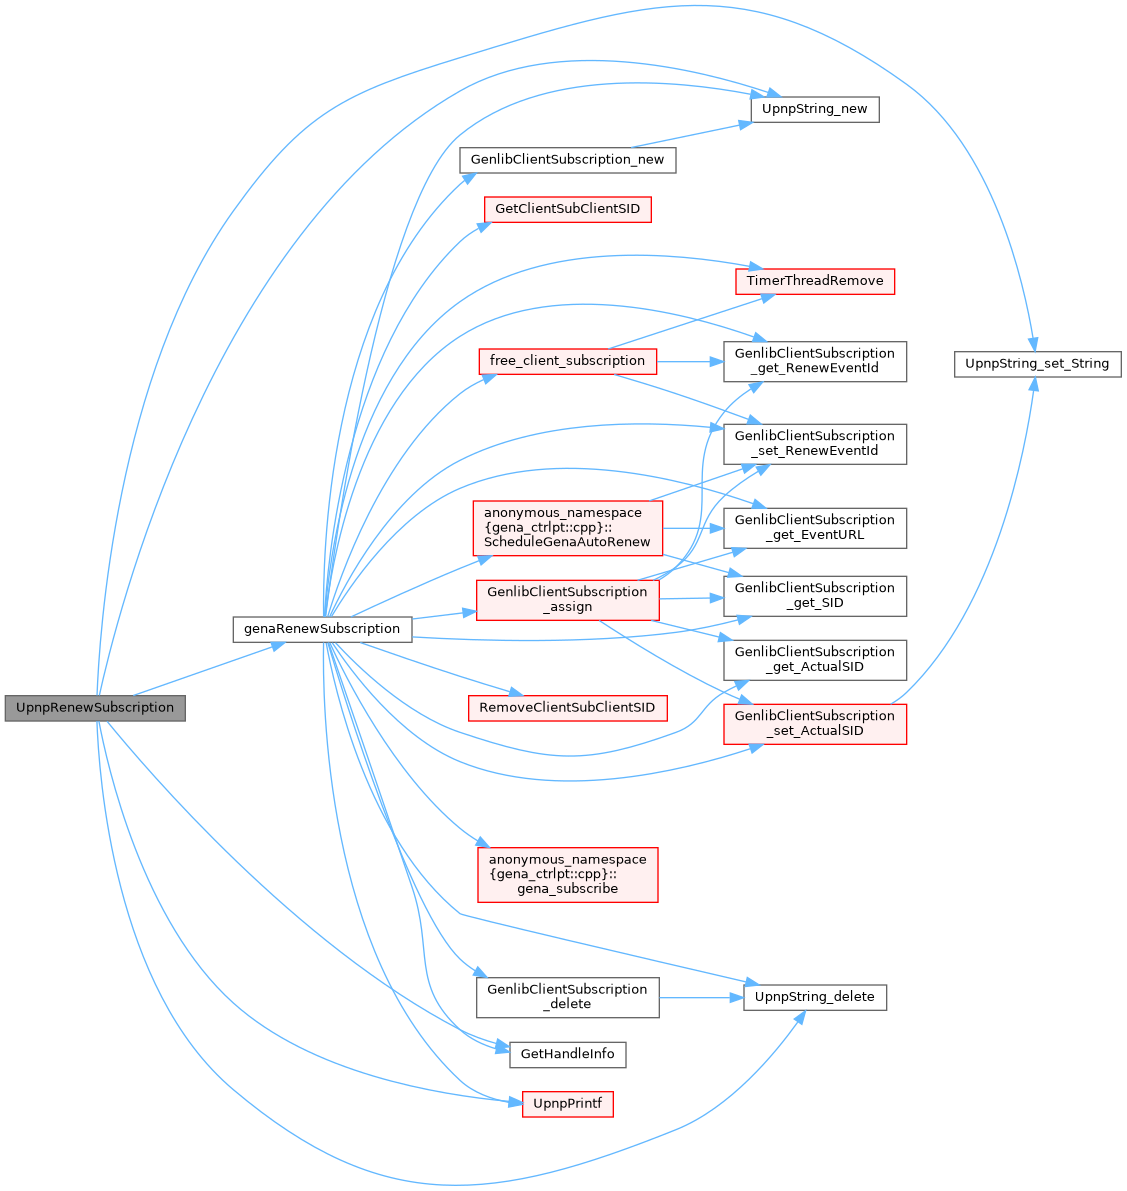 UpnpString_new
GenlibClientSubscription_new
GetClientSubClientSID
TimerThreadRemove
free_client_subscription
GenlibClientSubscription
_get_RenewEventId
UpnpString_set_String
GenlibClientSubscription
_set_RenewEventId
anonymous_namespace
{gena_ctrlpt::cpp}::
ScheduleGenaAutoRenew
GenlibClientSubscription
_get_EventURL
GenlibClientSubscription
_assign
GenlibClientSubscription
_get_SID
genaRenewSubscription
GenlibClientSubscription
_get_ActualSID
UpnpRenewSubscription
RemoveClientSubClientSID
GenlibClientSubscription
_set_ActualSID
anonymous_namespace
{gena_ctrlpt::cpp}::
gena_subscribe
GenlibClientSubscription
_delete
UpnpString_delete
GetHandleInfo
UpnpPrintf